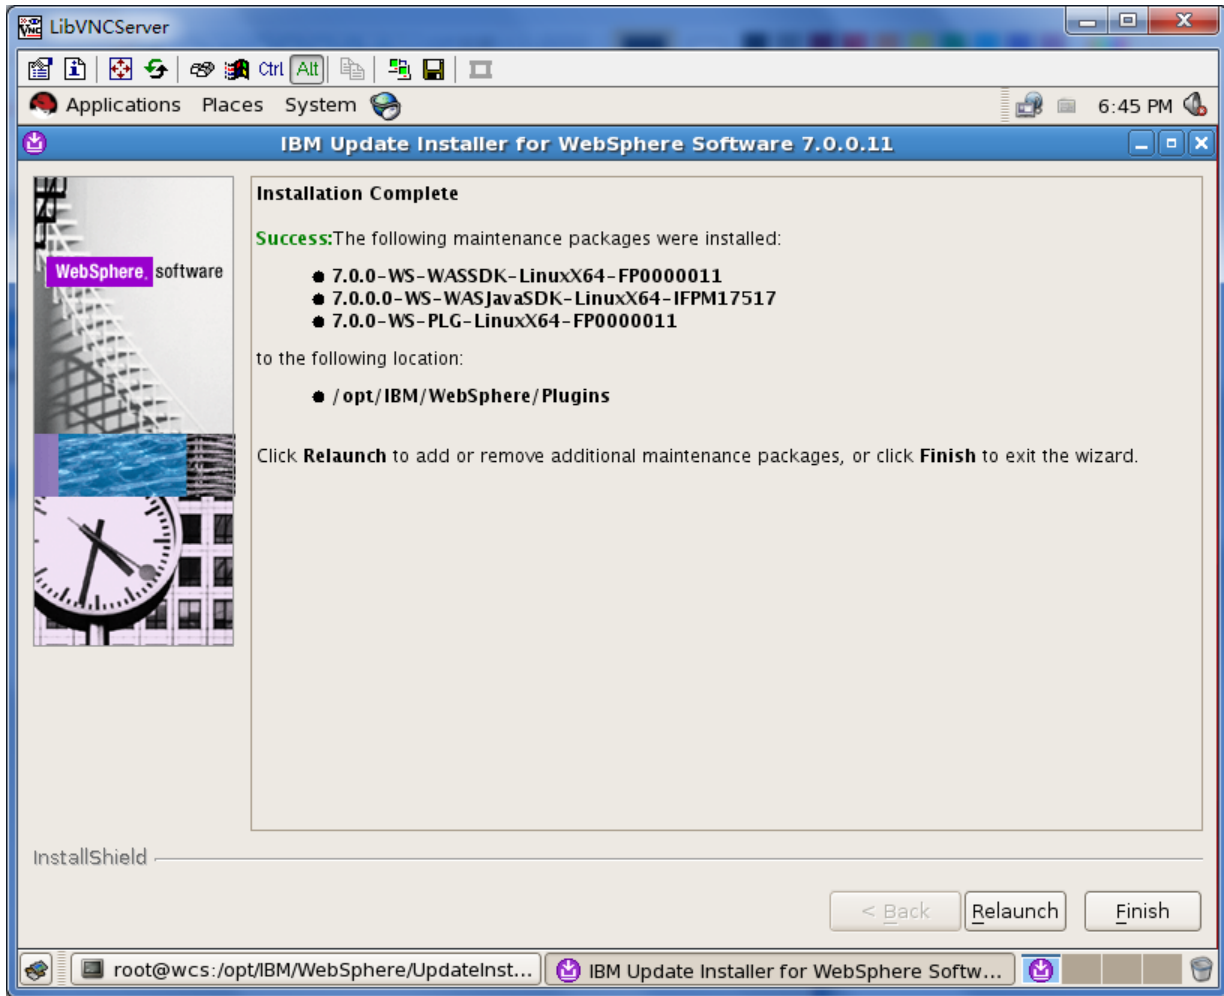 LibVNCServer
Ctrl Alt
Applications Places System 6:45 PM
IBM Update Installer for WebSphere Software 7.0.0.11
WebSphere. software
Installation Complete
Success:The following maintenance packages were installed:
7.0.0-WS-WASSDK-LinuxX64-FP0000011
7.0.0.0-WS-WASJavaSDK-LinuxX64-IFPM17517
7.0.0-WS-PLG-LinuxX64-FP0000011
to the following location:
/opt/IBM/WebSphere/Plugins
Click Relaunch to add or remove additional maintenance packages, or click Finish to exit the wizard.
InstallShield
< Back Relaunch Finish
root@wcs:/opt/IBM/WebSphere/UpdateInst... IBM Update Installer for WebSphere Softw...